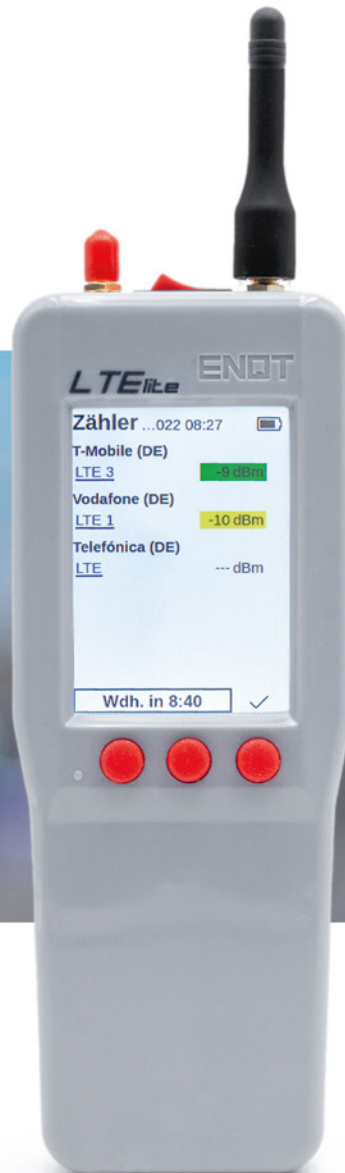 LTElite ENQT
Zähler ...022 08:27
T-Mobile (DE)
LTE 3 -9 dBm
Vodafone (DE)
LTE 1 -10 dBm
Telefónica (DE)
LTE --- dBm
Wdh. in 8:40